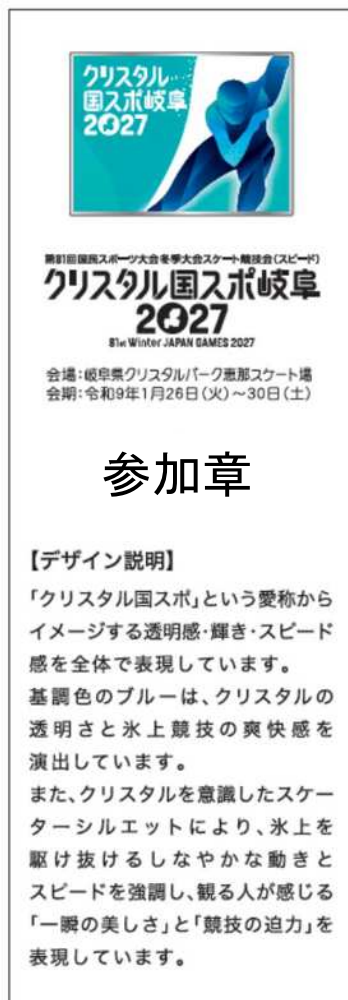 クリスタル
国スポ岐阜
2027
第81回国民スポーツ大会冬季大会スケート競技会(スピード)
クリスタル国スポ岐阜
2027
81st Winter JAPAN GAMES 2027
会場:岐阜県クリスタルパーク恵那スケート場
会期:令和9年1月26日(火)～30日(土)
参加章
【デザイン説明】
「クリスタル国スポ」という愛称から
イメージする透明感・輝き・スピード
感を全体で表現しています。
基調色のブルーは、クリスタルの
透明さと氷上競技の爽快感を
演出しています。
また、クリスタルを意識したスケー
ターシルエットにより、氷上を
駆け抜けるしなやかな動きと
スピードを強調し、観る人が感じる
「一瞬の美しさ」と「競技の迫力」を
表現しています。